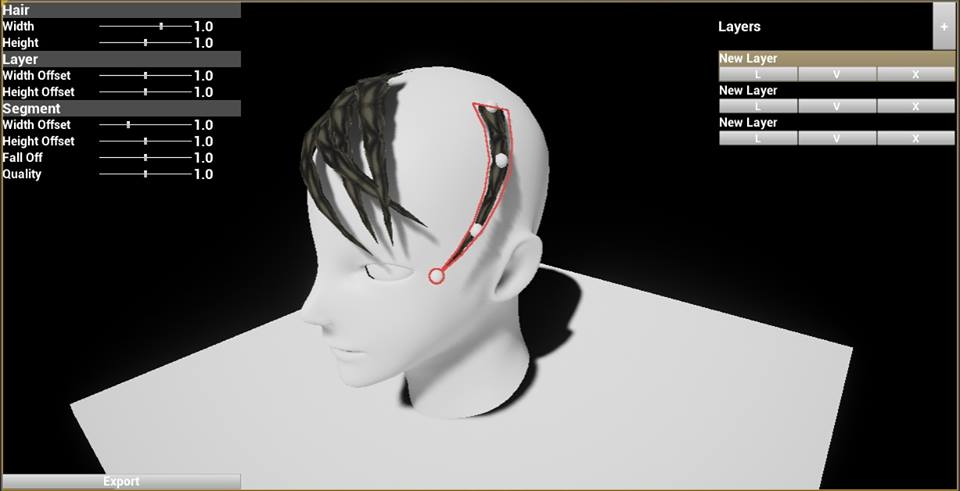 Hair
Width 1.0
Height 1.0
Layer
Width Offset 1.0
Height Offset 1.0
Segment
Width Offset 1.0
Height Offset 1.0
Fall Off 1.0
Quality 1.0
Export
Layers +
New Layer
L V X
New Layer
L V X
New Layer
L V X